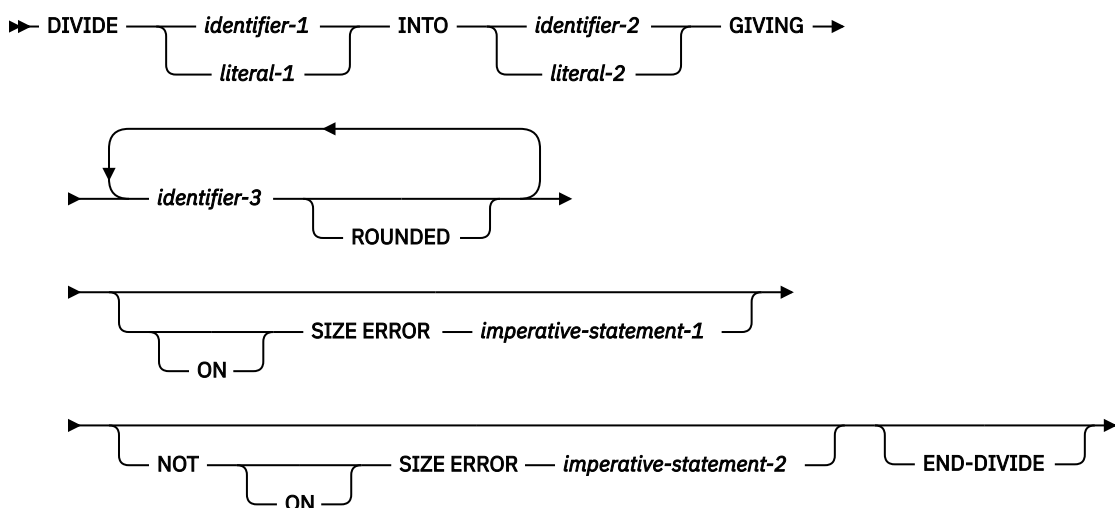 DIVIDE identifier-1 INTO identifier-2 GIVING
literal-1 literal-2
identifier-3
ROUNDED
SIZE ERROR imperative-statement-1
ON
NOT SIZE ERROR imperative-statement-2 END-DIVIDE
ON